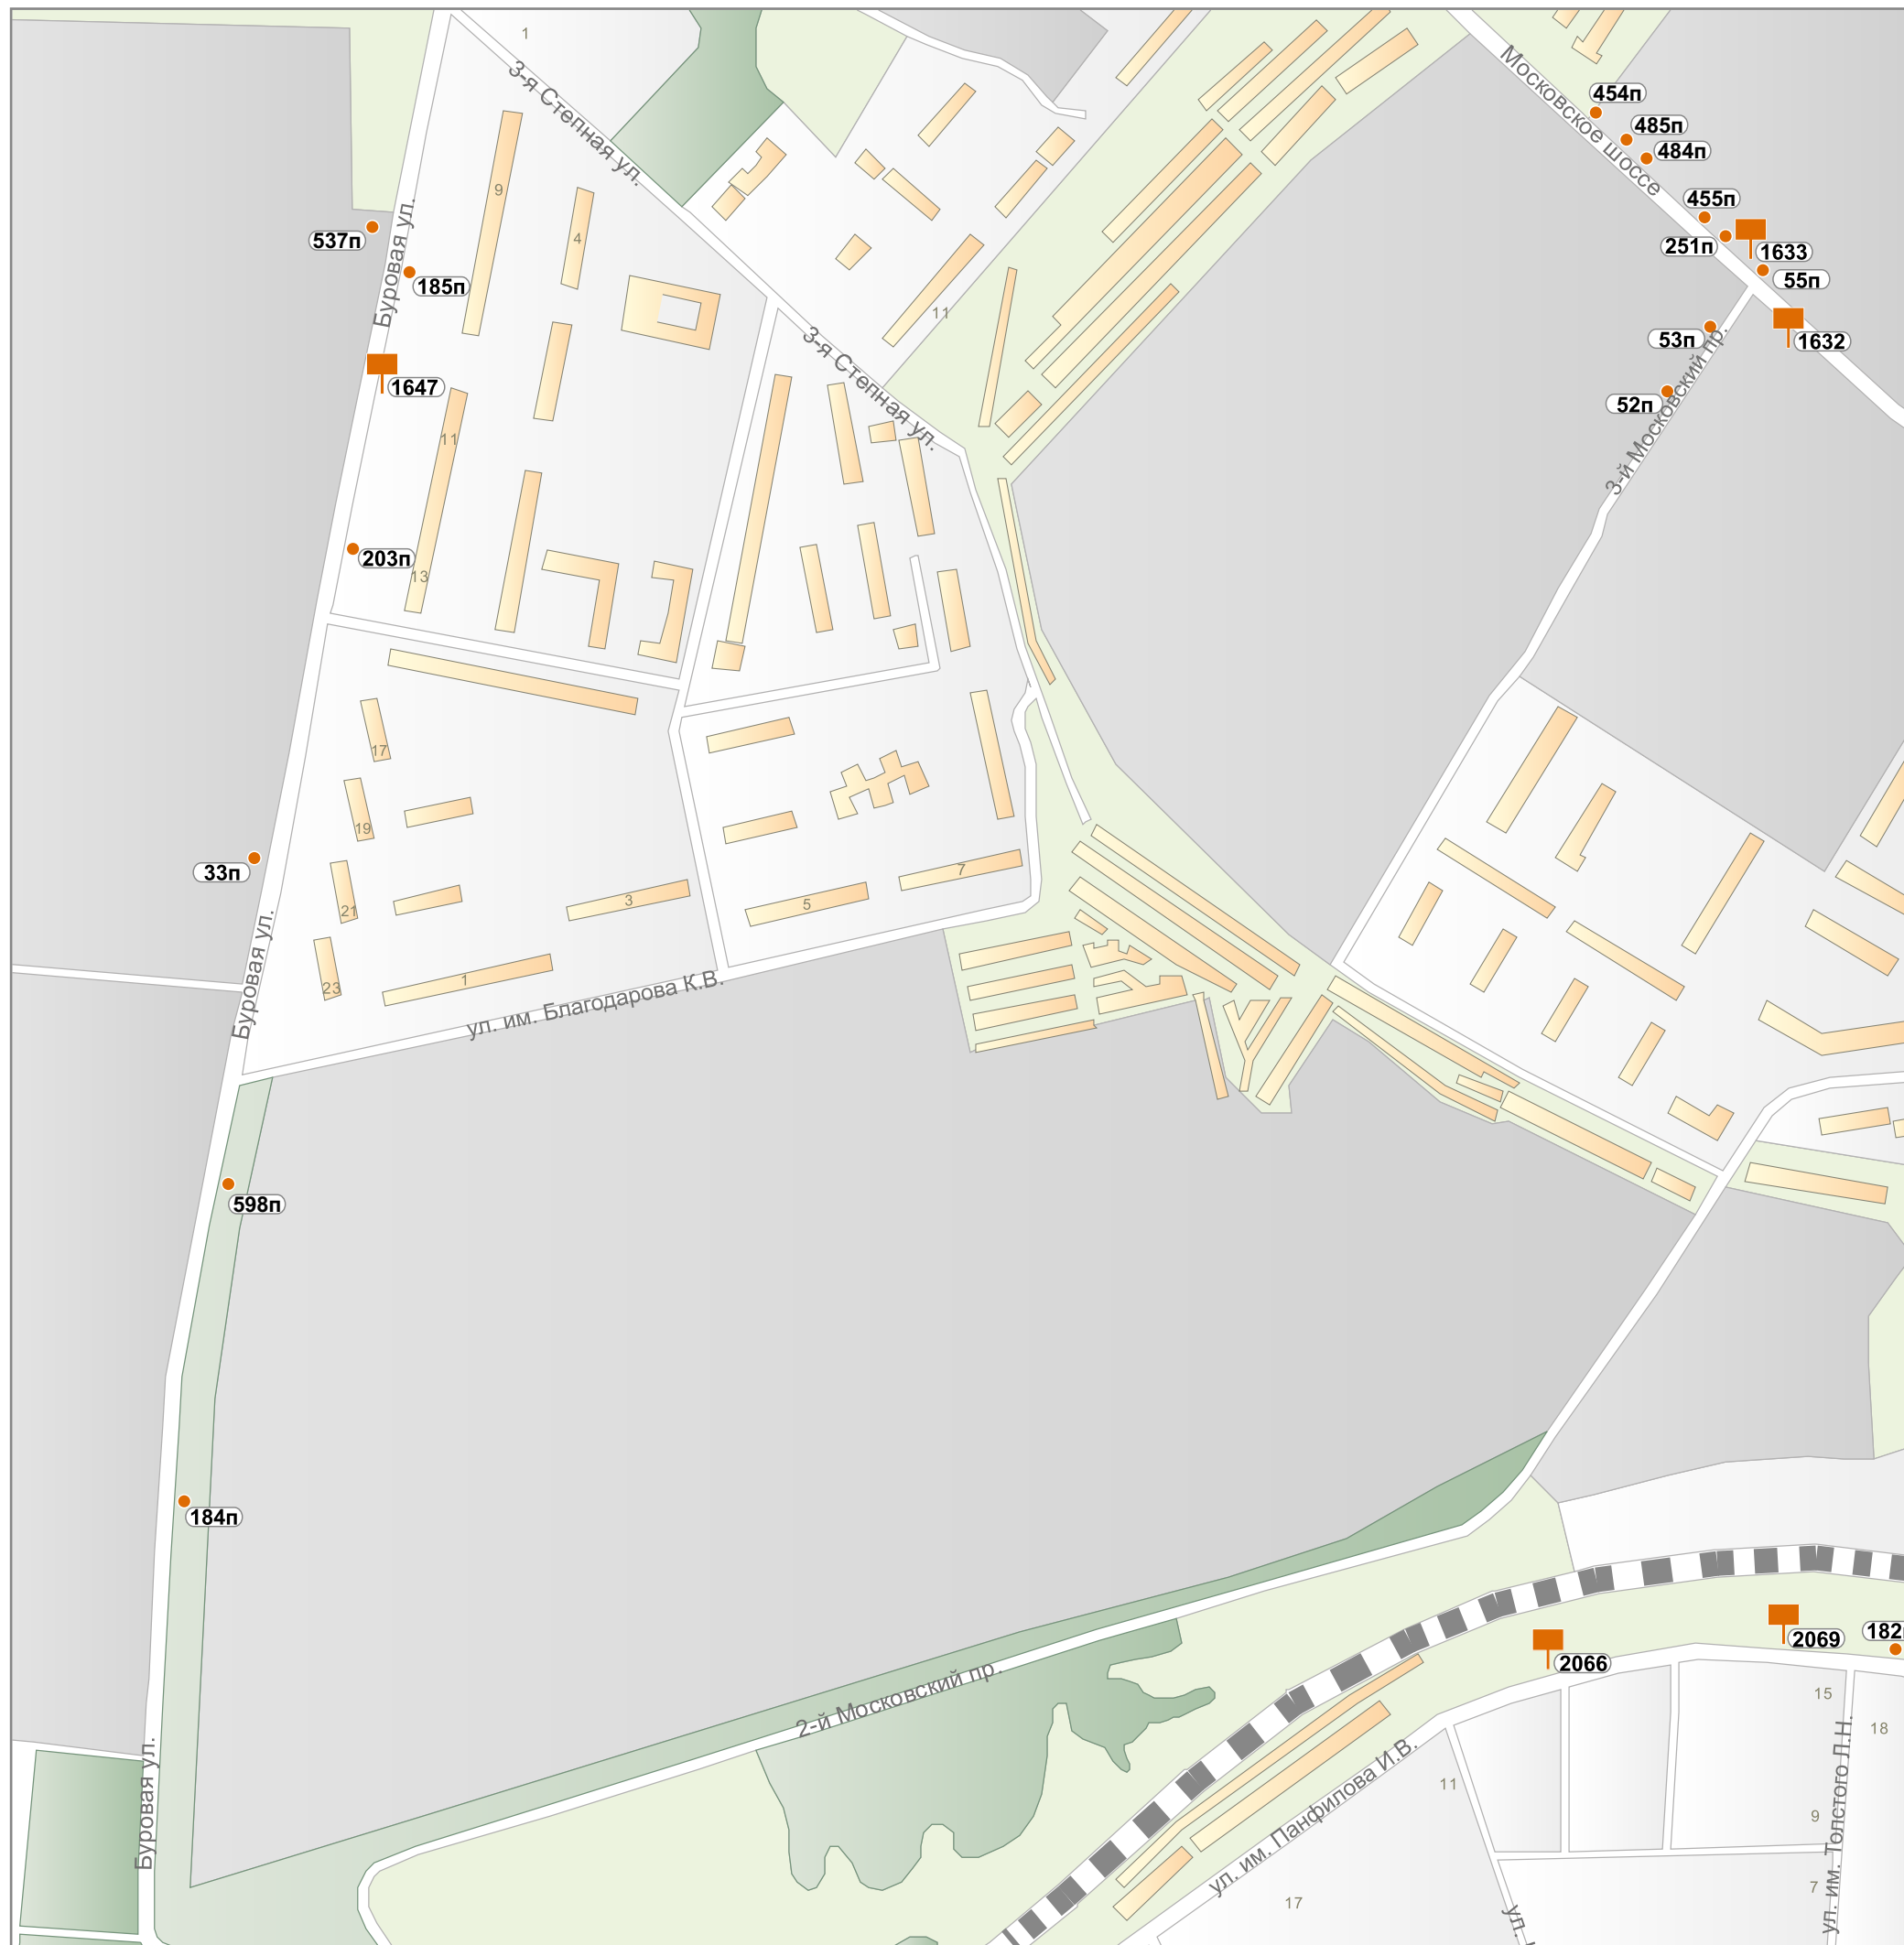 1
3-я Степная ул.
Московское шоссе
454п
485п
484п
9
4
455п
251п
1633
55п
537п
185п
Буровая ул.
11
53п
1632
1647
3-я Степная ул.
52п
3-й Московский пр.
11
203п
13
17
19
33п
7
3
5
21
Буровая ул.
1
23
ул. им. Благодарова К.В.
598п
184п
2-й Московский пр.
2069
182
2066
15
18
Буровая ул.
ул. им. Панфилова И.В.
11
9
ул. им. Толстого Л.Н.
7
17
ул.